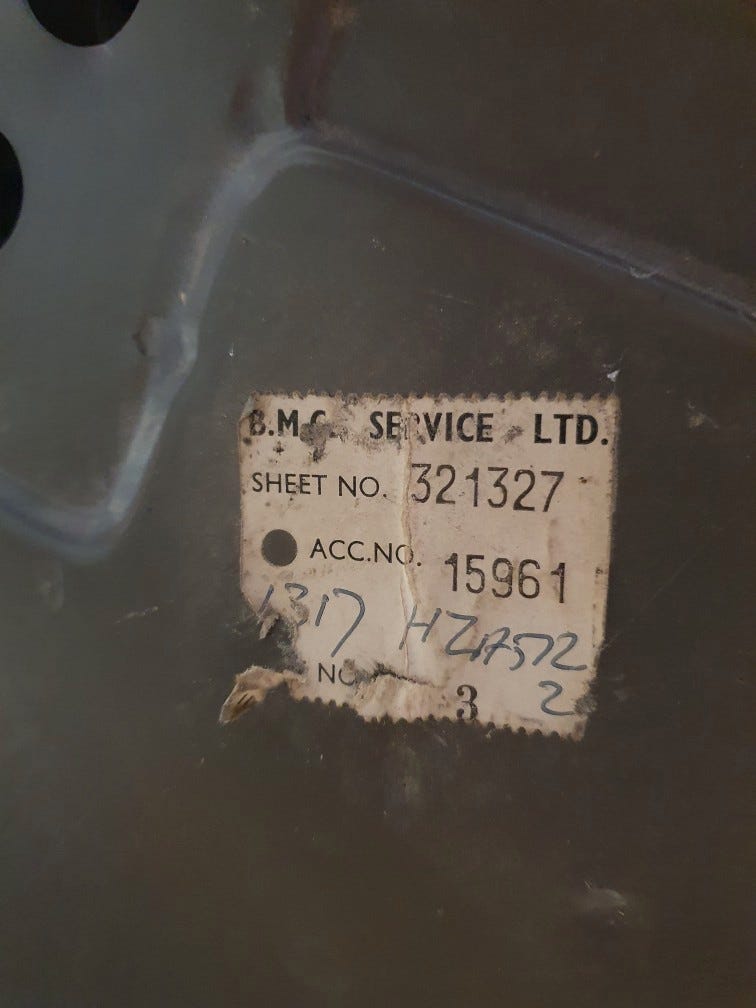 B.M.C. SERVICE LTD.
SHEET NO. 321327
ACC.NO. 15961
1317 HZA572
NO 3 2